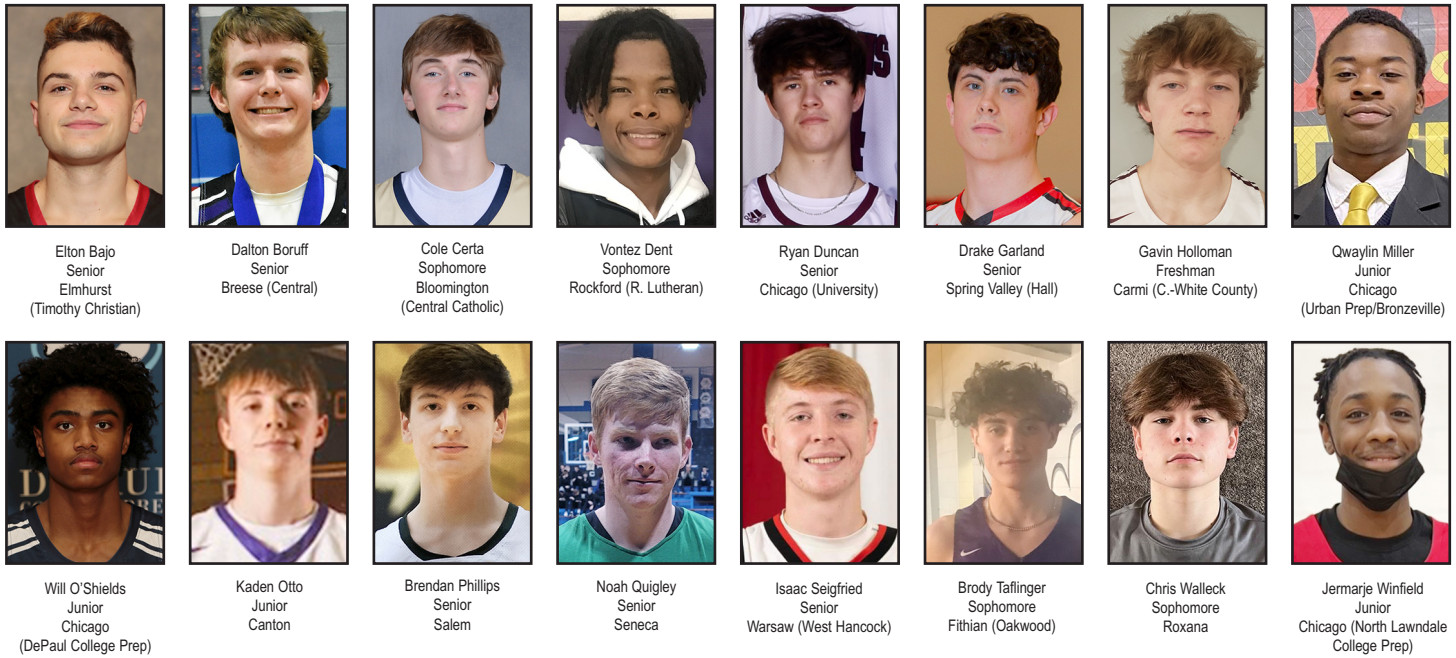 Elton Bajo
Senior
Elmhurst
(Timothy Christian)
Dalton Boruff
Senior
Breese (Central)
Cole Certa
Sophomore
Bloomington
(Central Catholic)
Vontez Dent
Sophomore
Rockford (R. Lutheran)
Ryan Duncan
Senior
Chicago (University)
Drake Garland
Senior
Spring Valley (Hall)
Gavin Holloman
Freshman
Carmi (C.-White County)
Qwaylin Miller
Junior
Chicago
(Urban Prep/Bronzeville)
Will O'Shields
Junior
Chicago
(DePaul College Prep)
Kaden Otto
Junior
Canton
Brendan Phillips
Senior
Salem
Noah Quigley
Senior
Seneca
Isaac Seigfried
Senior
Warsaw (West Hancock)
Brody Taflinger
Sophomore
Fithian (Oakwood)
Chris Walleck
Sophomore
Roxana
Jermarje Winfield
Junior
Chicago (North Lawndale
College Prep)